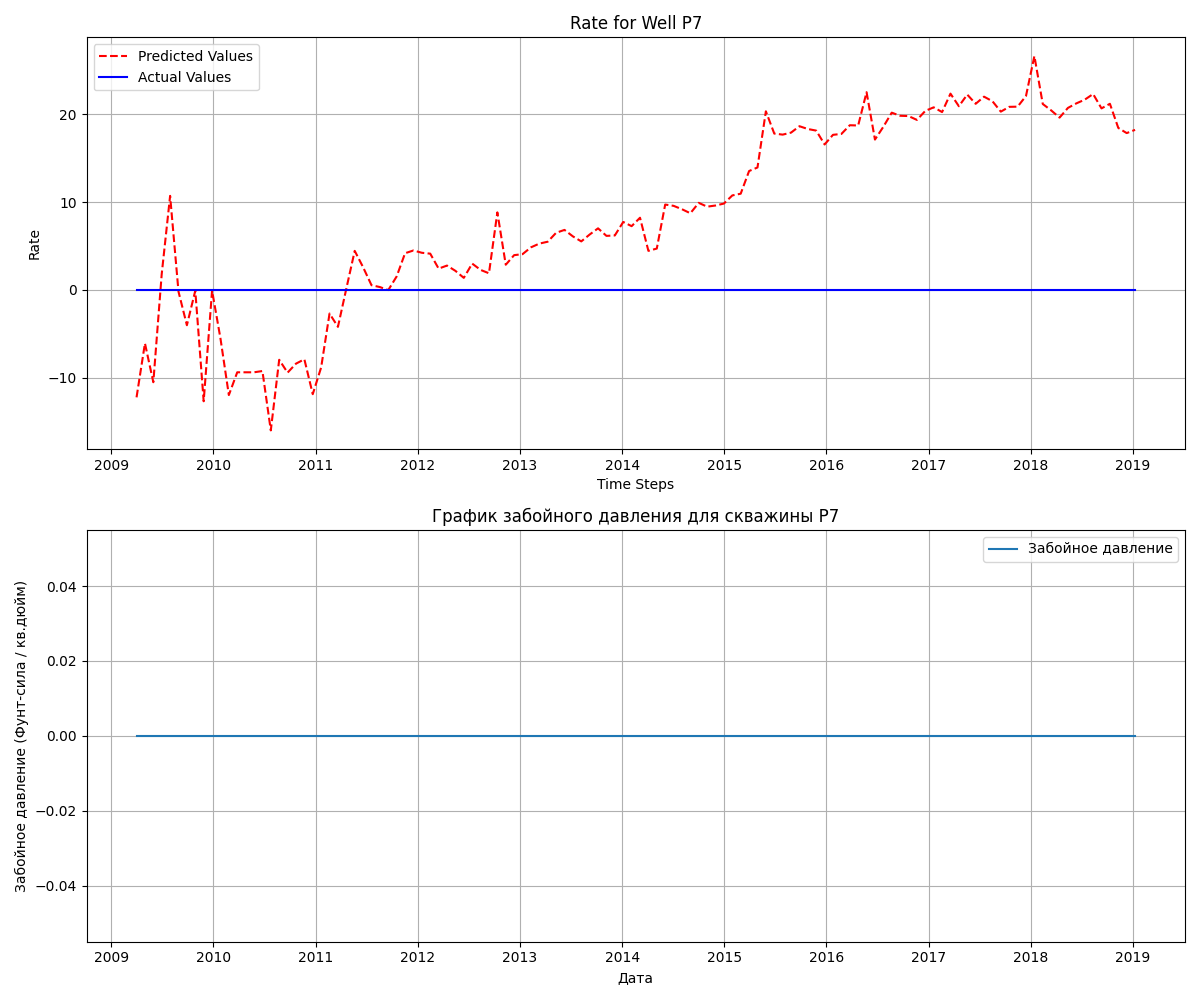 Rate for Well P7
Predicted Values
Actual Values
Rate
20
10
0
−10
2009 2010 2011 2012 2013 2014 2015 2016 2017 2018 2019
Time Steps
График забойного давления для скважины P7
Забойное давление
Забойное давление (Фунт-сила / кв.дюйм)
0.04
0.02
0.00
−0.02
−0.04
2009 2010 2011 2012 2013 2014 2015 2016 2017 2018 2019
Дата